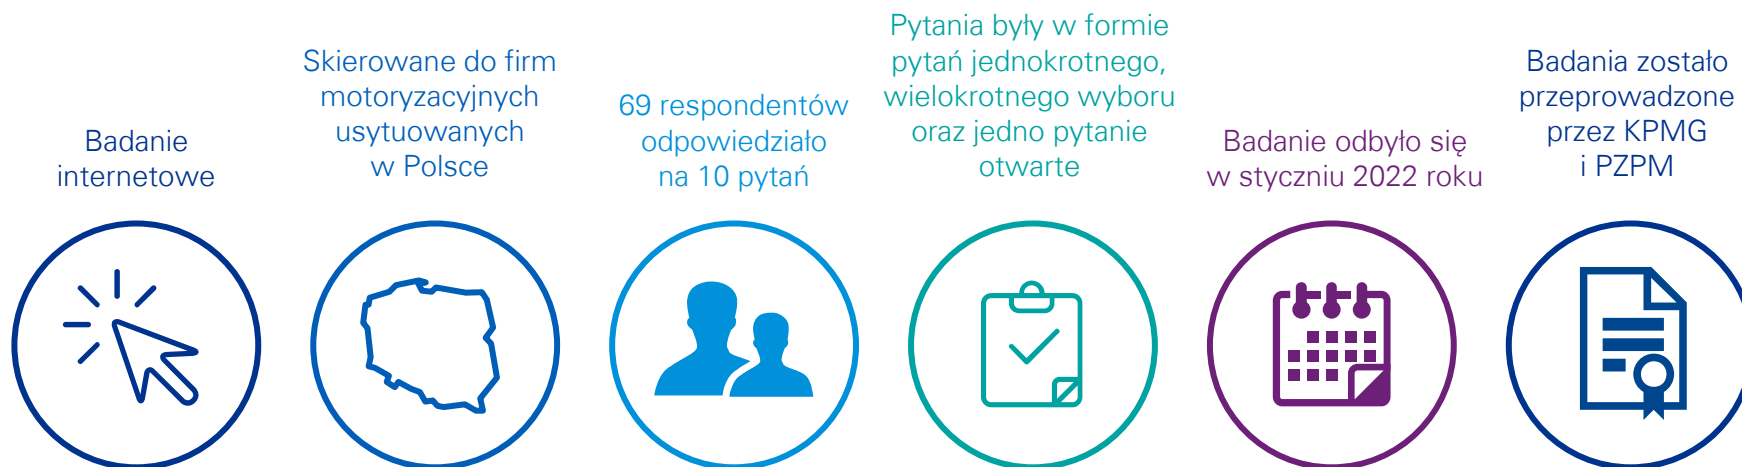 Badanie
internetowe
Skierowane do firm
motoryzacyjnych
usytuowanych
w Polsce
69 respondentów
odpowiedziało
na 10 pytań
Pytania były w formie
pytań jednokrotnego,
wielokrotnego wyboru
oraz jedno pytanie
otwarte
Badanie odbyło się
w styczniu 2022 roku
Badania zostało
przeprowadzone
przez KPMG
i PZPM